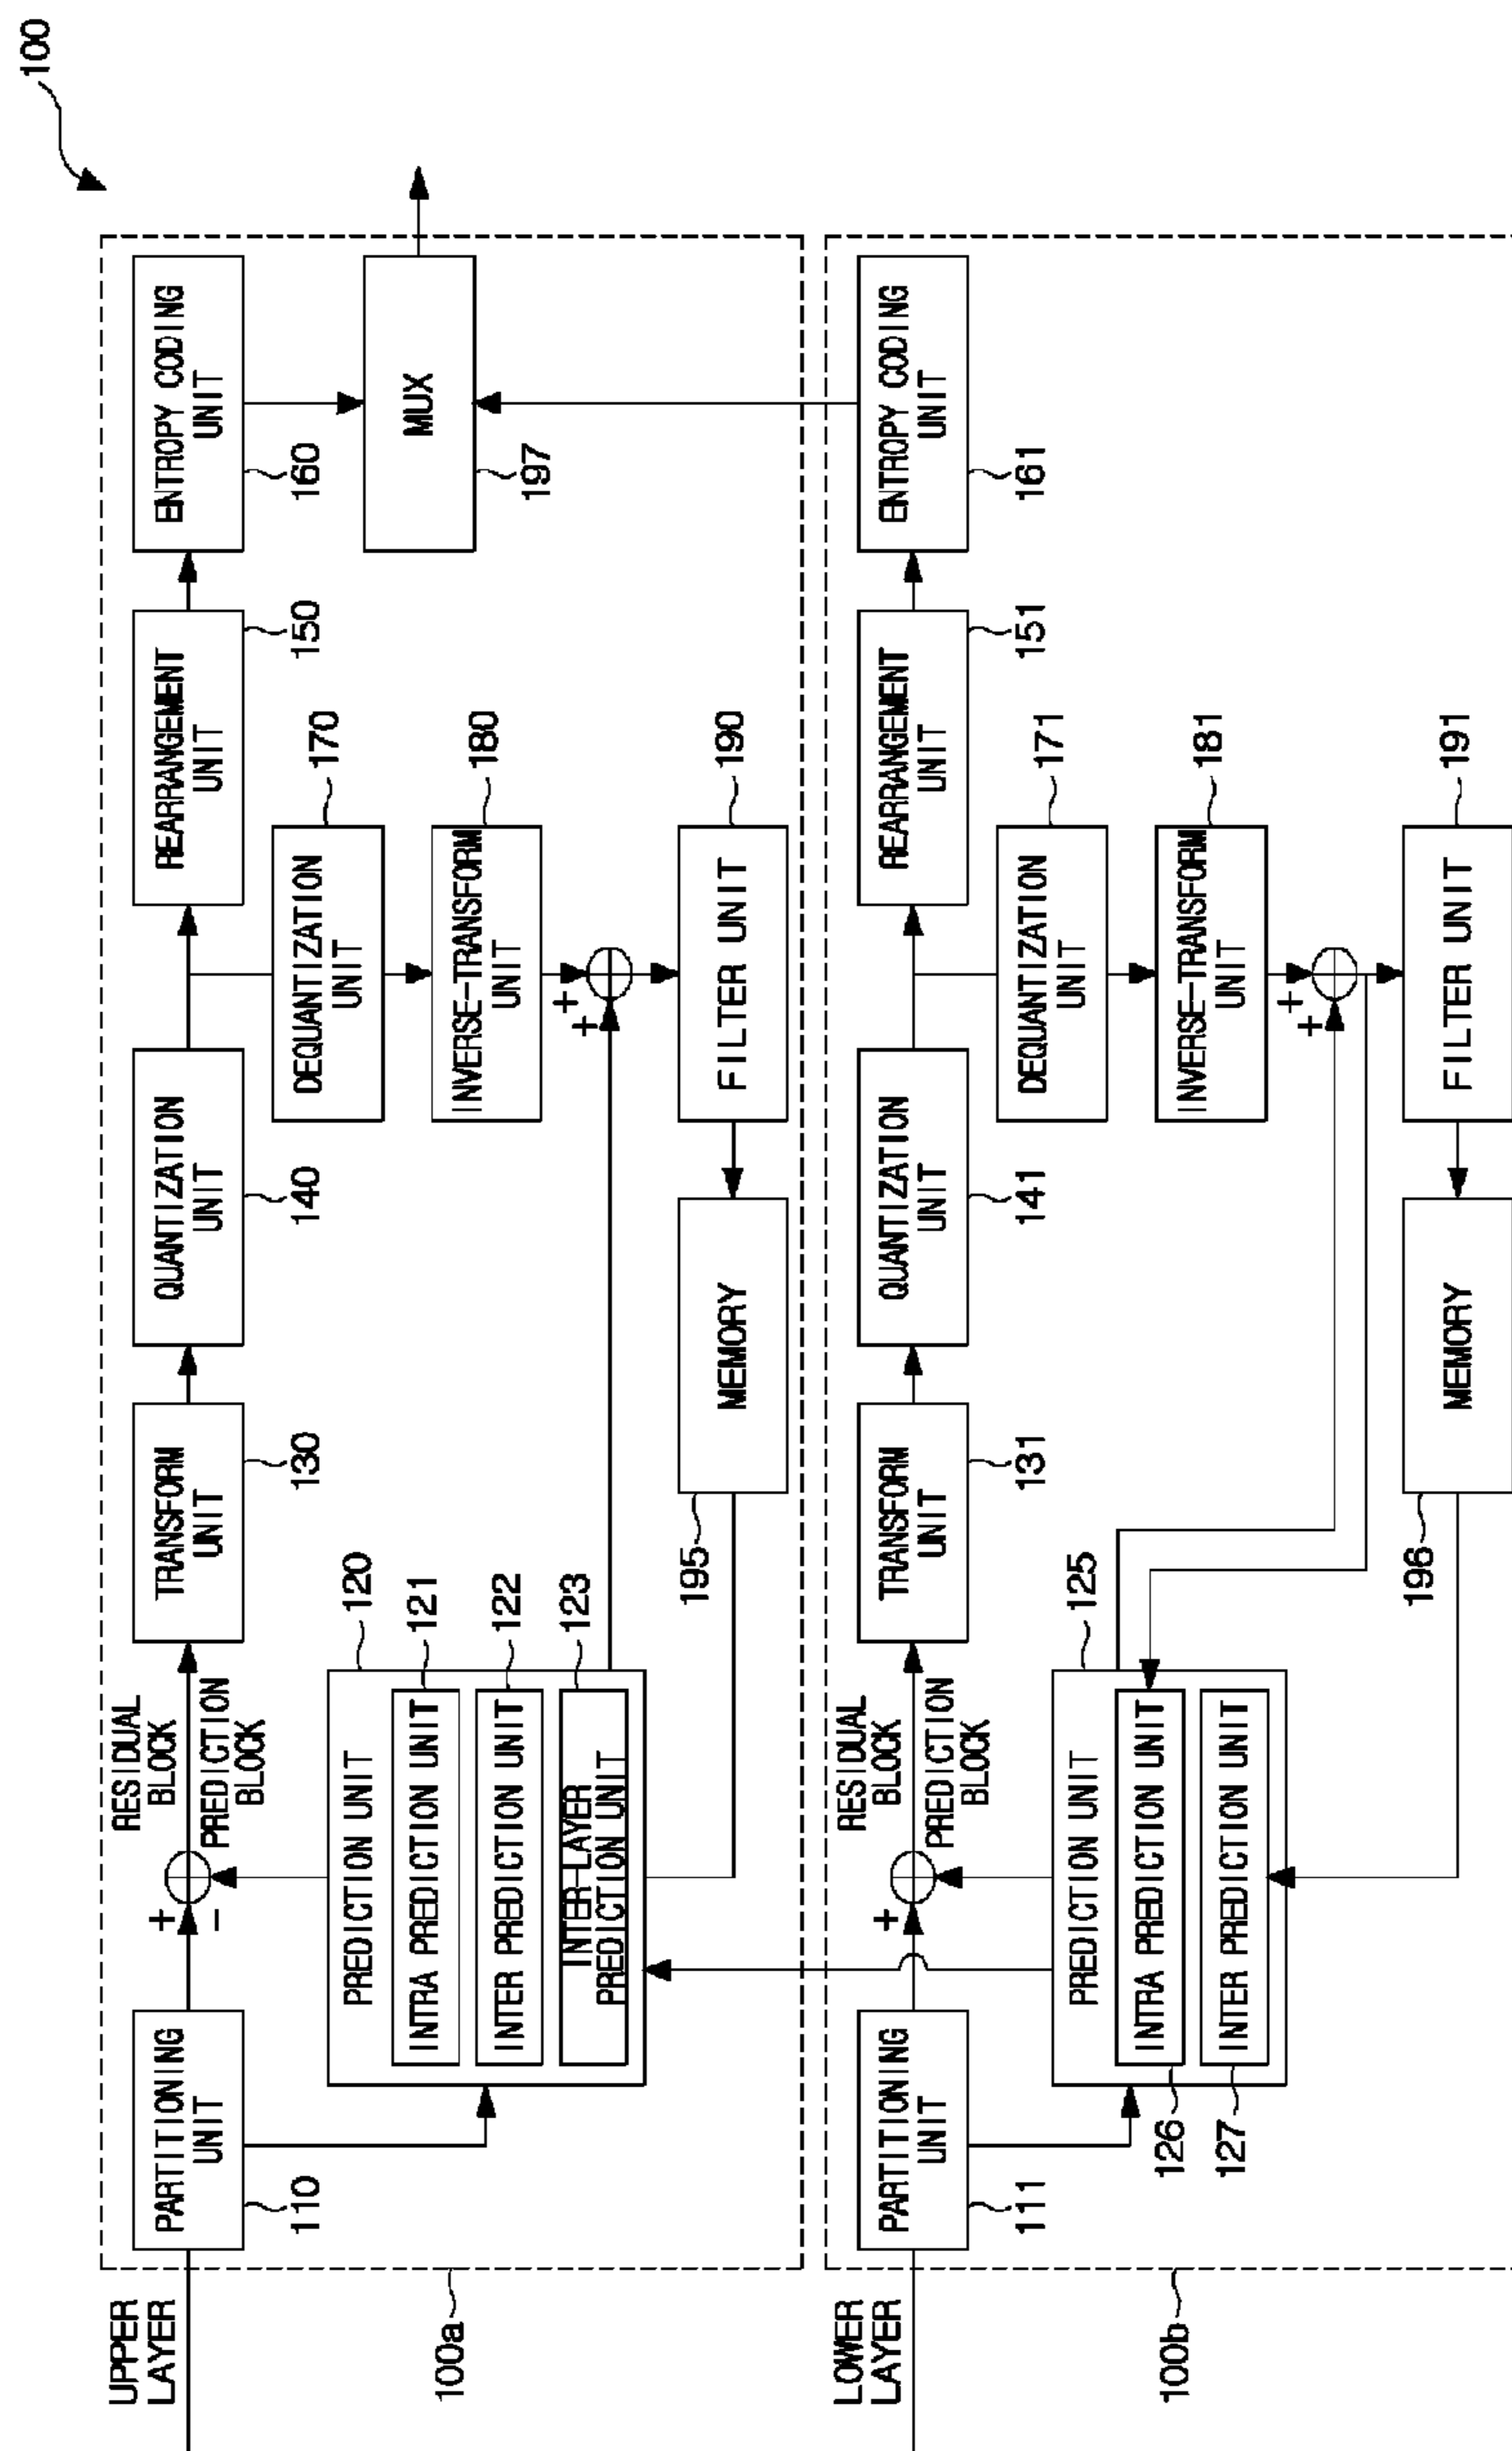 100
UPPER
LAYER
100a
PARTITIONING
UNIT
110
+
-
RESIDUAL
BLOCK
PREDICTION
BLOCK
PREDICTION UNIT
120
INTRA PREDICTION UNIT
121
INTER PREDICTION UNIT
122
INTER-LAYER
PREDICTION UNIT
123
TRANSFORM
UNIT
130
QUANTIZATION
UNIT
140
REARRANGEMENT
UNIT
150
ENTROPY CODING
UNIT
160
MUX
197
DEQUANTIZATION
UNIT
170
INVERSE-TRANSFORM
UNIT
180
+
+
FILTER UNIT
190
MEMORY
195
LOWER
LAYER
100b
PARTITIONING
UNIT
111
+
RESIDUAL
BLOCK
PREDICTION
BLOCK
PREDICTION UNIT
125
INTRA PREDICTION UNIT
126
INTER PREDICTION UNIT
127
TRANSFORM
UNIT
131
QUANTIZATION
UNIT
141
REARRANGEMENT
UNIT
151
ENTROPY CODING
UNIT
161
DEQUANTIZATION
UNIT
171
INVERSE-TRANSFORM
UNIT
181
+
+
FILTER UNIT
191
MEMORY
196